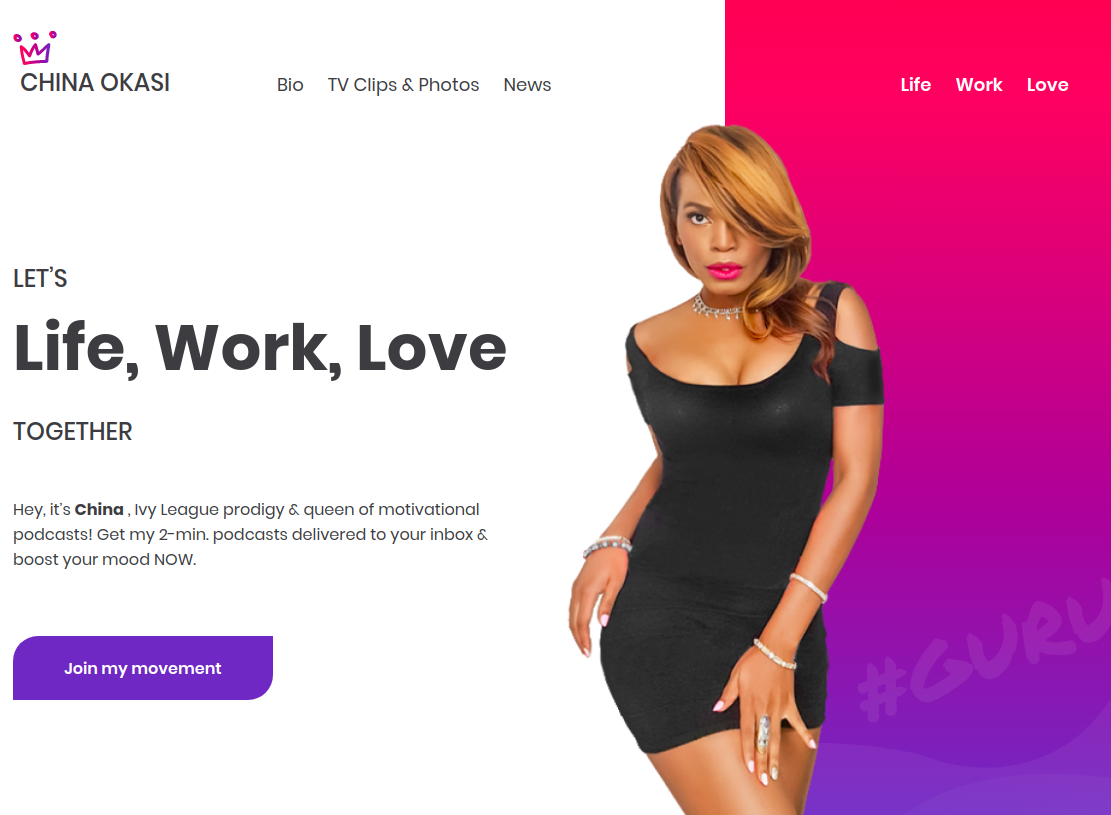 CHINA OKASI
Bio TV Clips & Photos News
Life Work Love
LET'S
Life, Work, Love
TOGETHER
Hey, it's China , Ivy League prodigy & queen of motivational
podcasts! Get my 2-min. podcasts delivered to your inbox &
boost your mood NOW.
Join my movement
#GURU